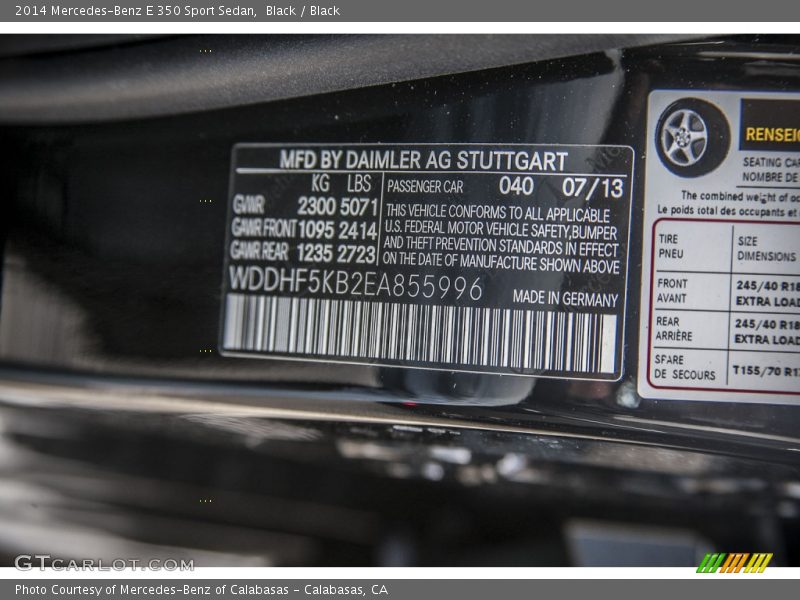 2014 Mercedes-Benz E 350 Sport Sedan,  Black / Black
MFD BY DAIMLER AG STUTTGART
KG LBS
GVWR 2300 5071
GAWR FRONT 1095 2414
GAWR REAR 1235 2723
PASSENGER CAR 040 07/13
THIS VEHICLE CONFORMS TO ALL APPLICABLE
U.S. FEDERAL MOTOR VEHICLE SAFETY, BUMPER
AND THEFT PREVENTION STANDARDS IN EFFECT
ON THE DATE OF MANUFACTURE SHOWN ABOVE
WDDHF5KB2EA855996
MADE IN GERMANY
SEATING
NOMBRE DE
The combined weight of
Le poids total des occupants et
TIRE
PNEU
SIZE
DIMENSIONS
FRONT
AVANT
245/40 R18
EXTRA LOAD
REAR
ARRIÈRE
245/40 R18
EXTRA LOAD
SPARE
DE SECOURS
T155/70
GTCARLOT.COM
Photo Courtesy of Mercedes-Benz of Calabasas - Calabasas, CA